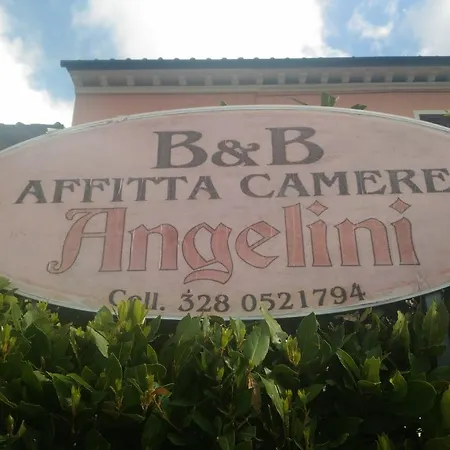 B&B
AFFITTA CAMERE
Angelini
Cell. 328 0521794